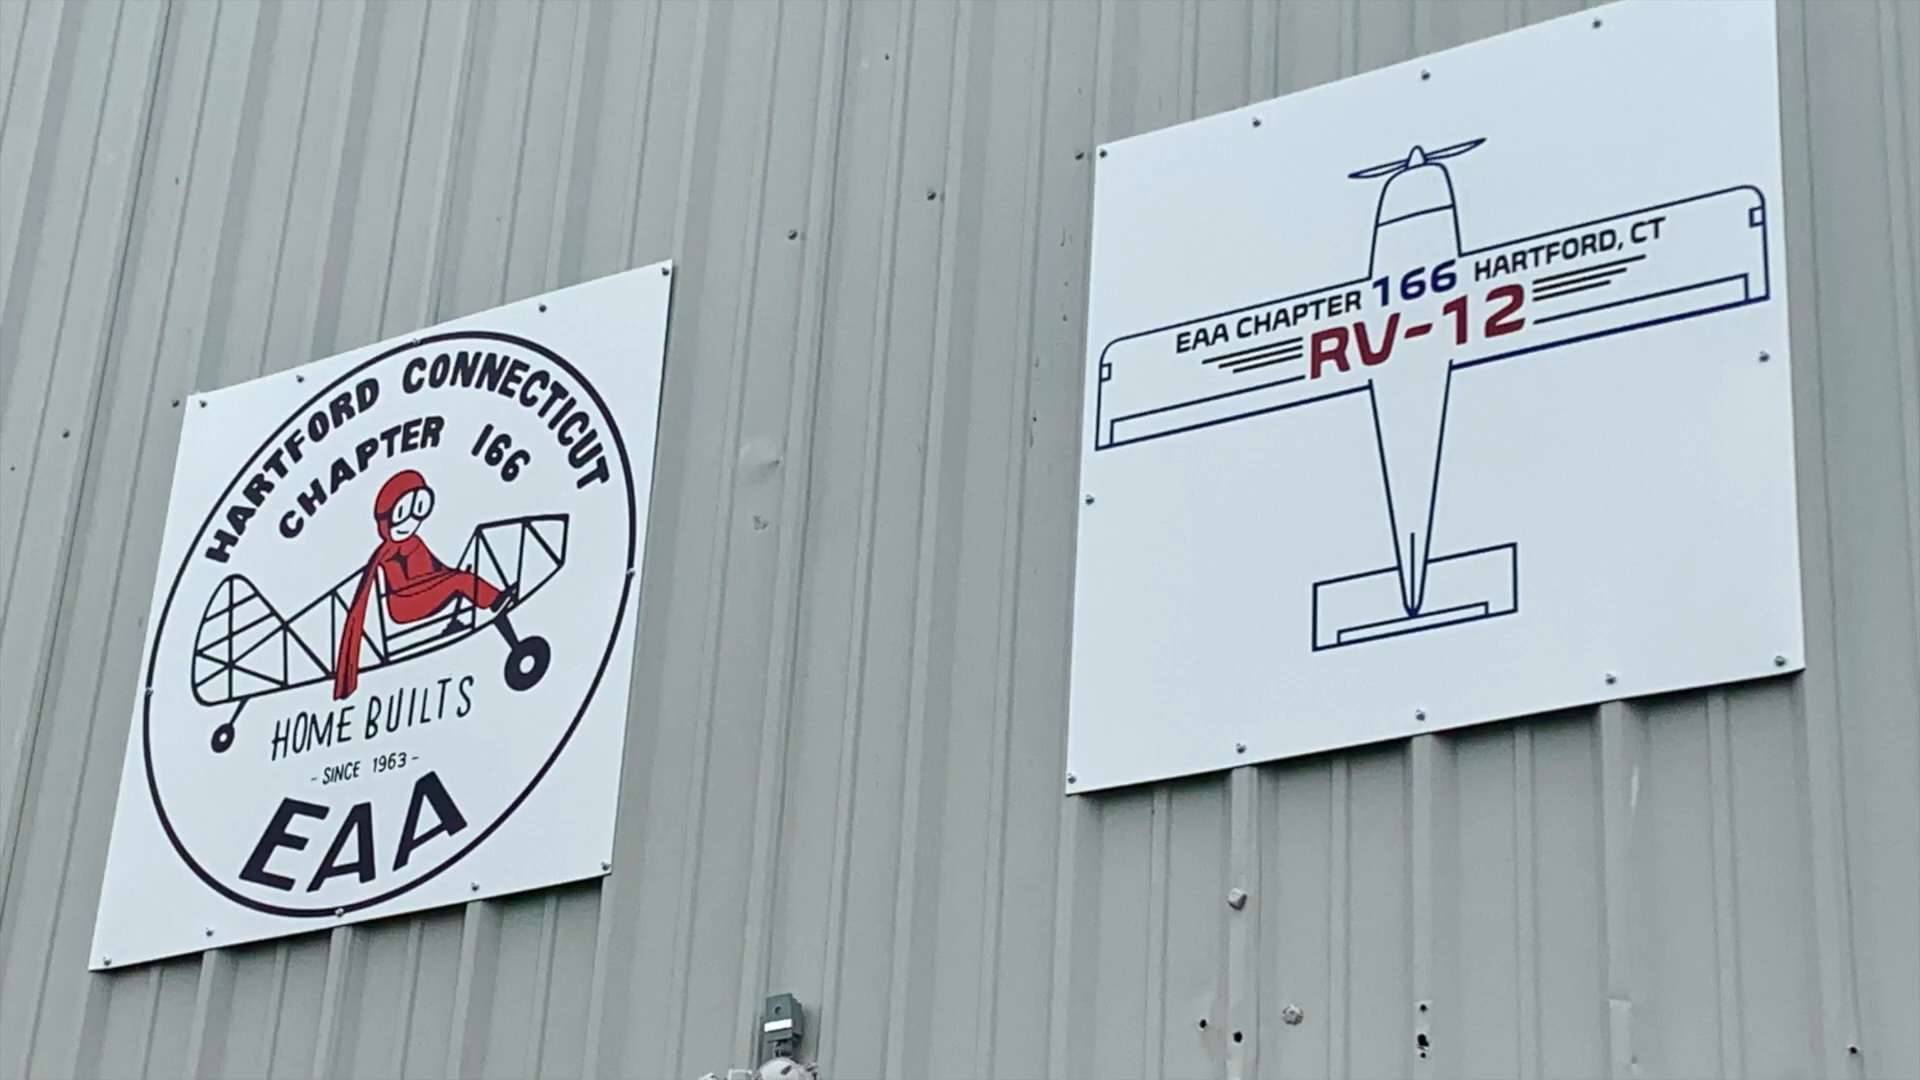 HARTFORD CONNECTICUT
CHAPTER 166
HOME BUILTS
- SINCE 1963 -
EAA
EAA CHAPTER 166 HARTFORD, CT
RV-12